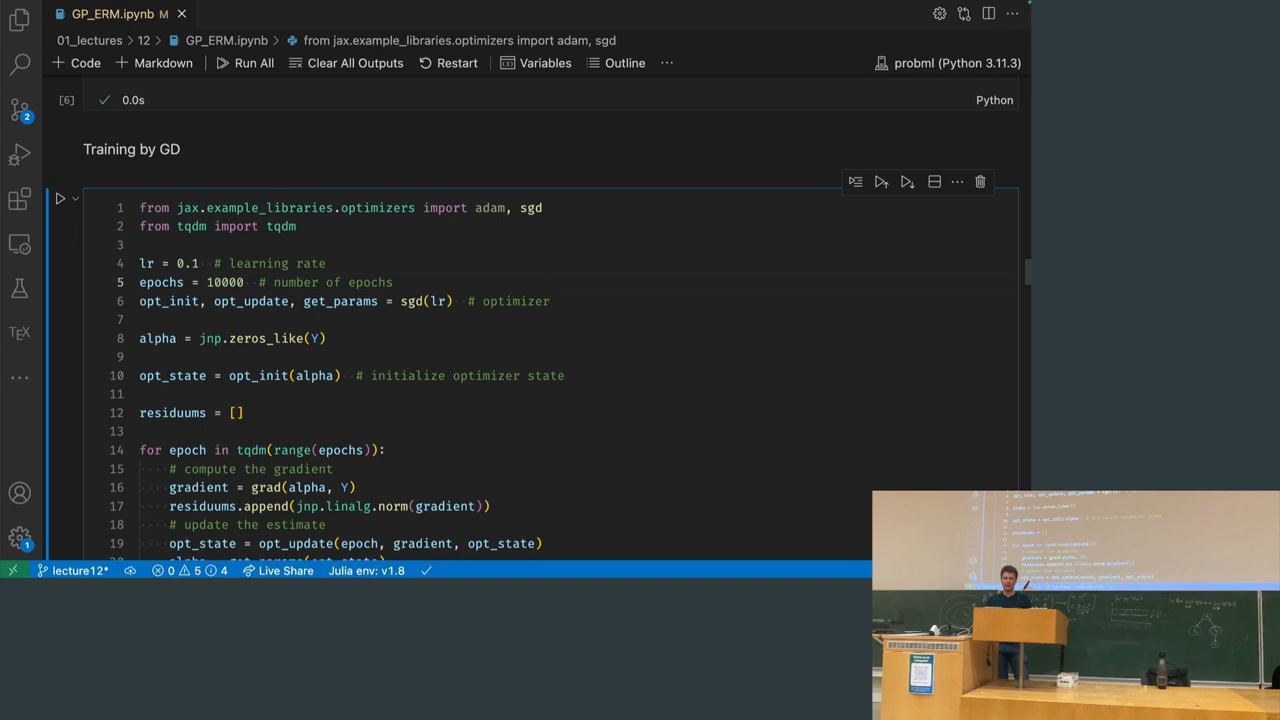 GP_ERM.ipynb M
01_lectures > 12 > GP_ERM.ipynb > from jax.example_libraries.optimizers import adam, sgd
+ Code + Markdown Run All Clear All Outputs Restart Variables Outline ... probml (Python 3.11.3)
[6] 0.0s Python
Training by GD
1 from jax.example_libraries.optimizers import adam, sgd
2 from tqdm import tqdm
3
4 lr = 0.1 # learning rate
5 epochs = 10000 # number of epochs
6 opt_init, opt_update, get_params = sgd(lr) # optimizer
7
8 alpha = jnp.zeros_like(Y)
9
10 opt_state = opt_init(alpha) # initialize optimizer state
11
12 residuums = []
13
14 for epoch in tqdm(range(epochs)):
15 # compute the gradient
16 gradient = grad(alpha, Y)
17 residuums.append(jnp.linalg.norm(gradient))
18 # update the estimate
19 opt_state = opt_update(epoch, gradient, opt_state)
2
TEX
1
lecture12* 0 5 4 Live Share Julia env: v1.8